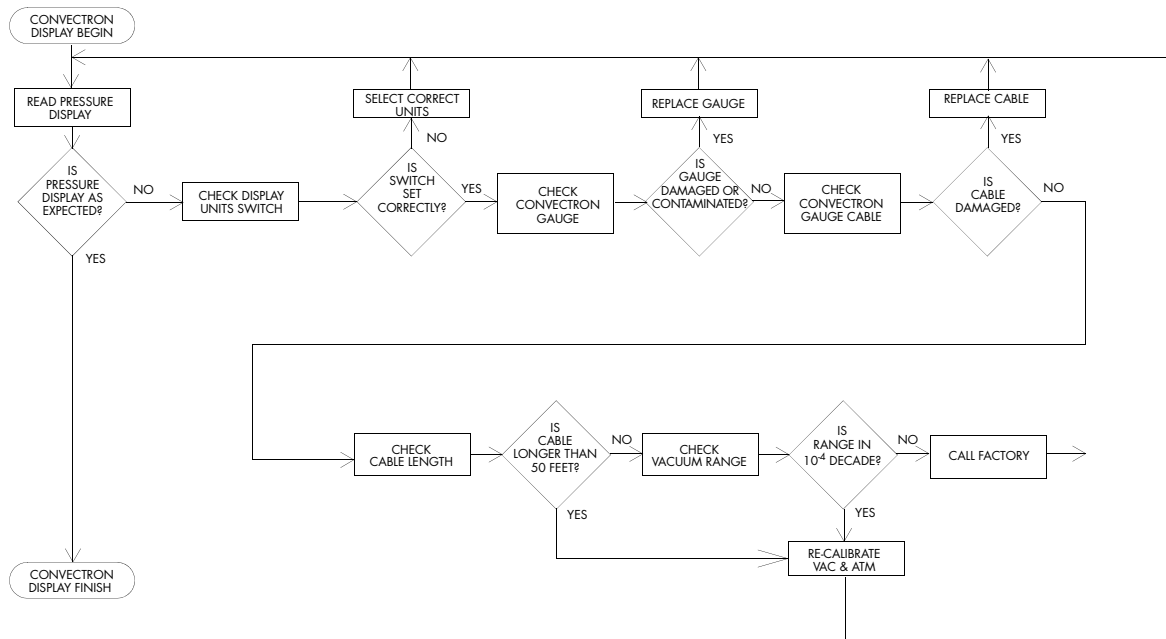 CONVECTRON
DISPLAY BEGIN
READ PRESSURE
DISPLAY
SELECT CORRECT
UNITS
REPLACE GAUGE
REPLACE CABLE
NO
YES
YES
IS
PRESSURE
DISPLAY AS
EXPECTED?
NO
CHECK DISPLAY
UNITS SWITCH
IS
SWITCH
SET
CORRECTLY?
YES
CHECK
CONVECTRON
GAUGE
IS
GAUGE
DAMAGED OR
CONTAMINATED?
NO
CHECK
CONVECTRON
GAUGE CABLE
IS
CABLE
DAMAGED?
NO
YES
CHECK
CABLE LENGTH
IS
CABLE
LONGER THAN
50 FEET?
NO
CHECK
VACUUM RANGE
IS
RANGE IN
10⁻⁴ DECADE?
NO
CALL FACTORY
YES
YES
RE-CALIBRATE
VAC & ATM
CONVECTRON
DISPLAY FINISH